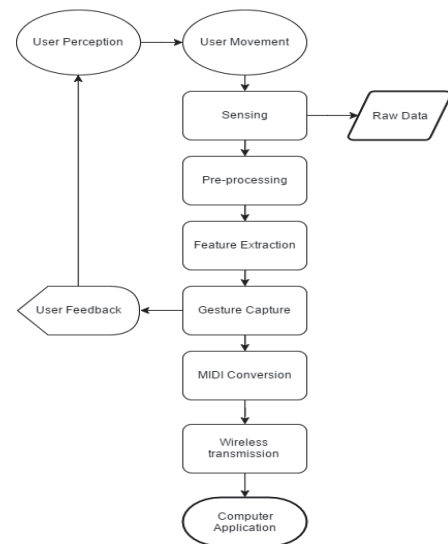 User Perception
User Movement
Sensing
Raw Data
Pre-processing
Feature Extraction
User Feedback
Gesture Capture
MIDI Conversion
Wireless
transmission
Computer
Application